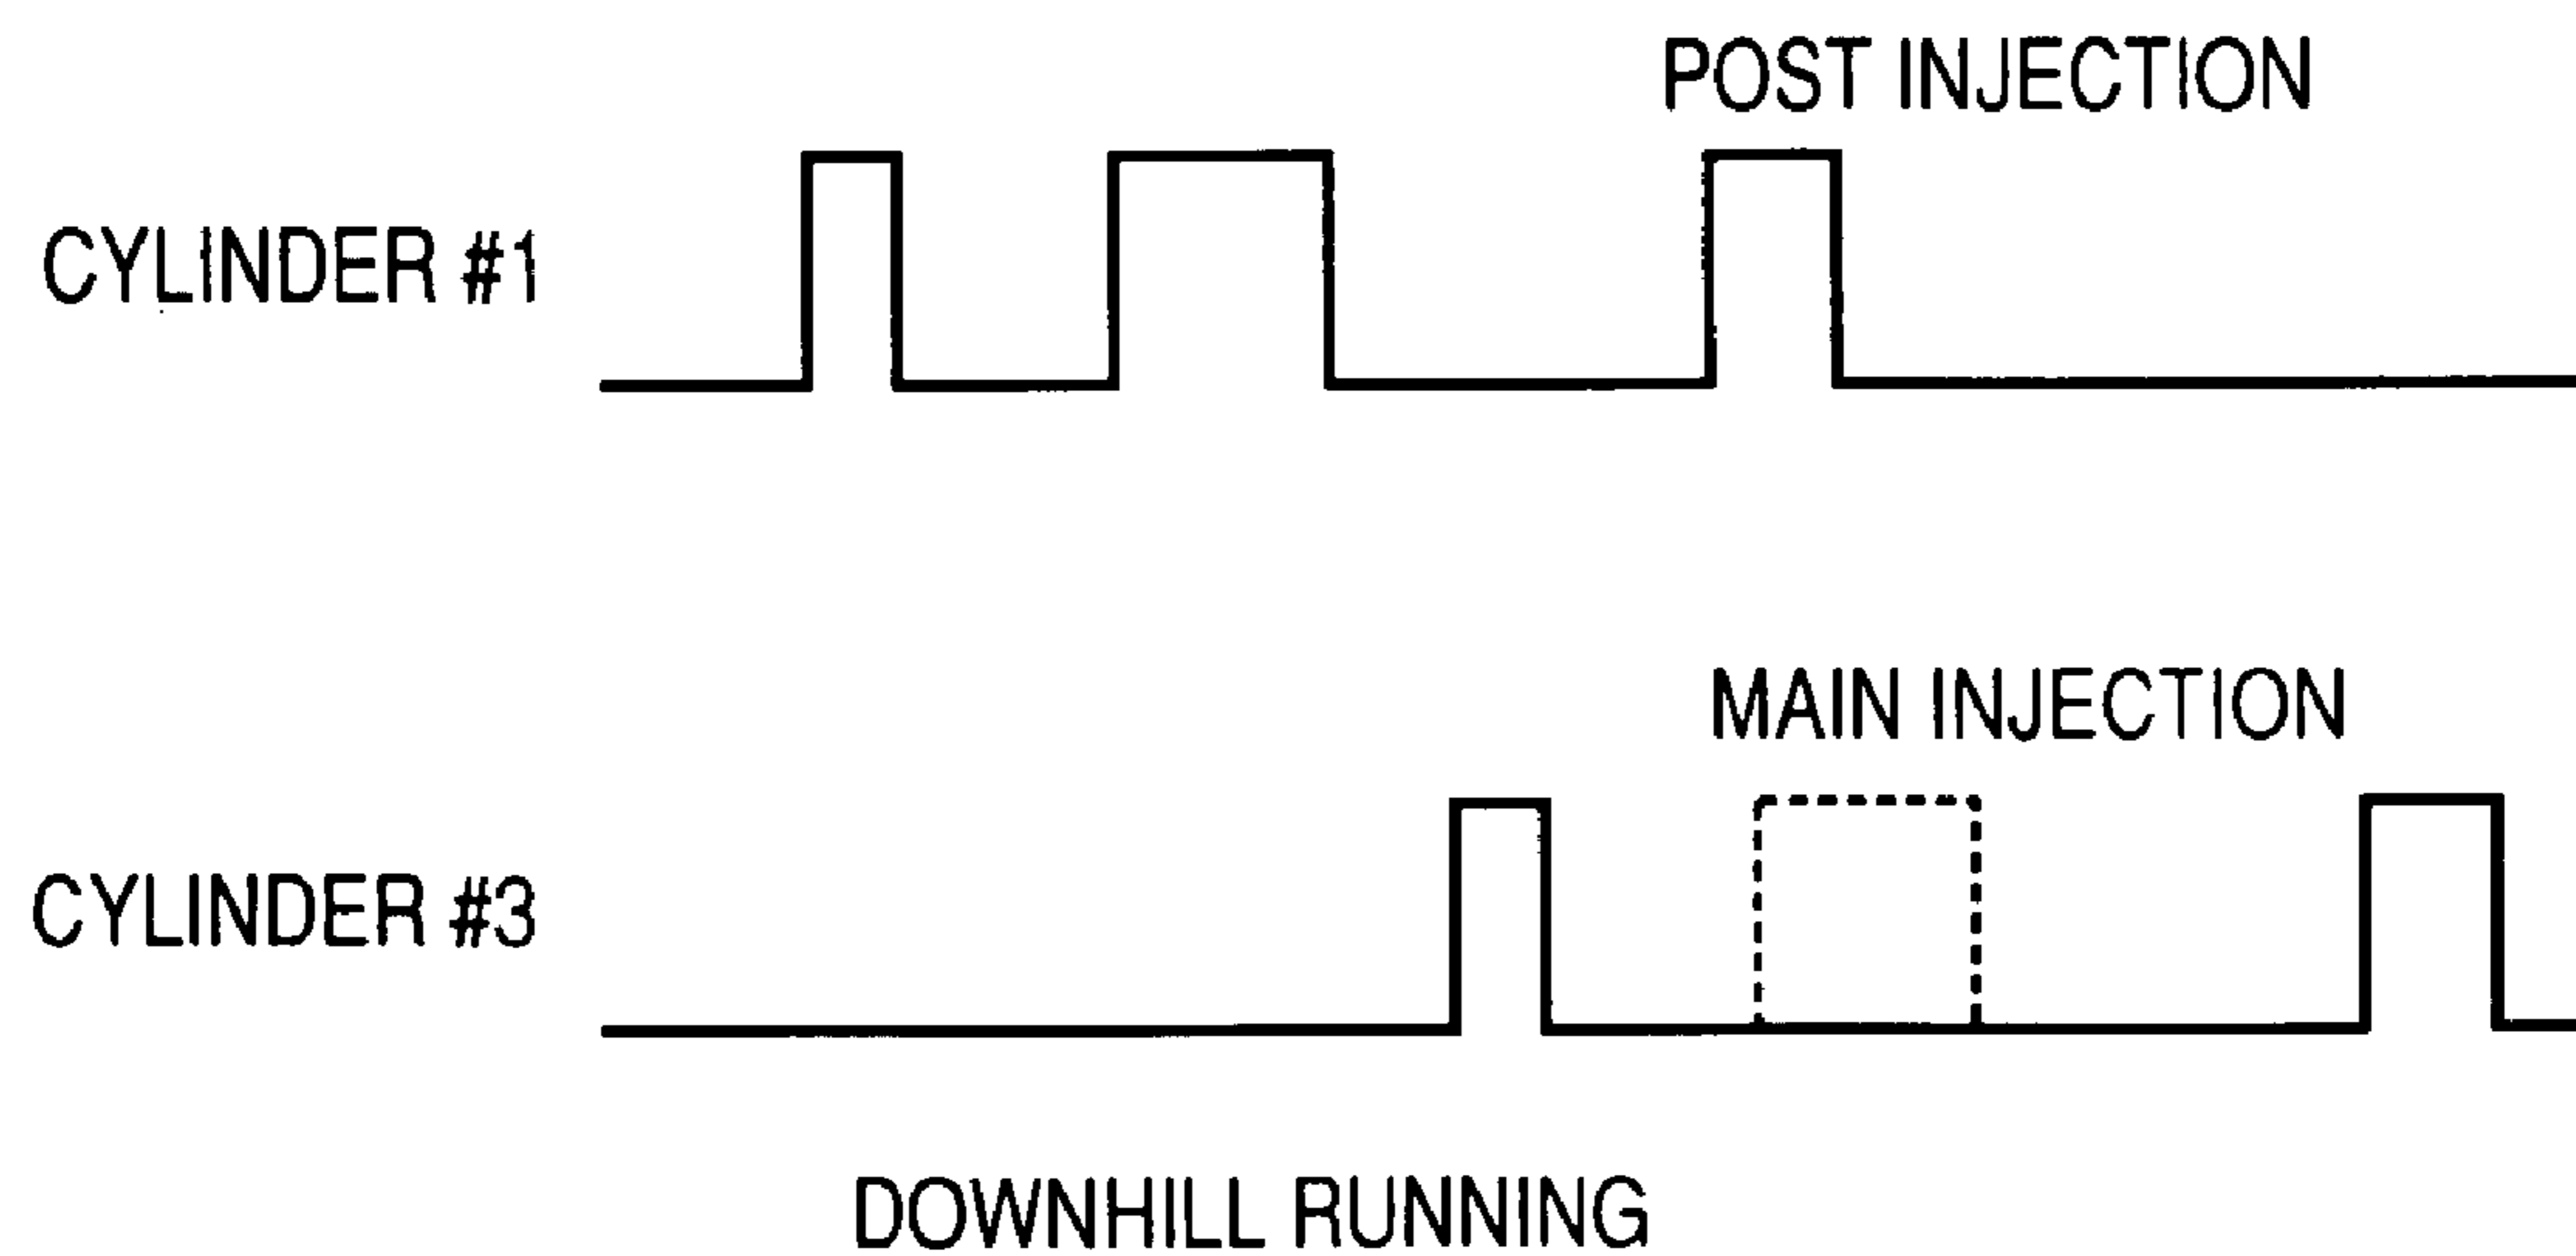 POST INJECTION
CYLINDER #1
MAIN INJECTION
CYLINDER #3
DOWNHILL RUNNING